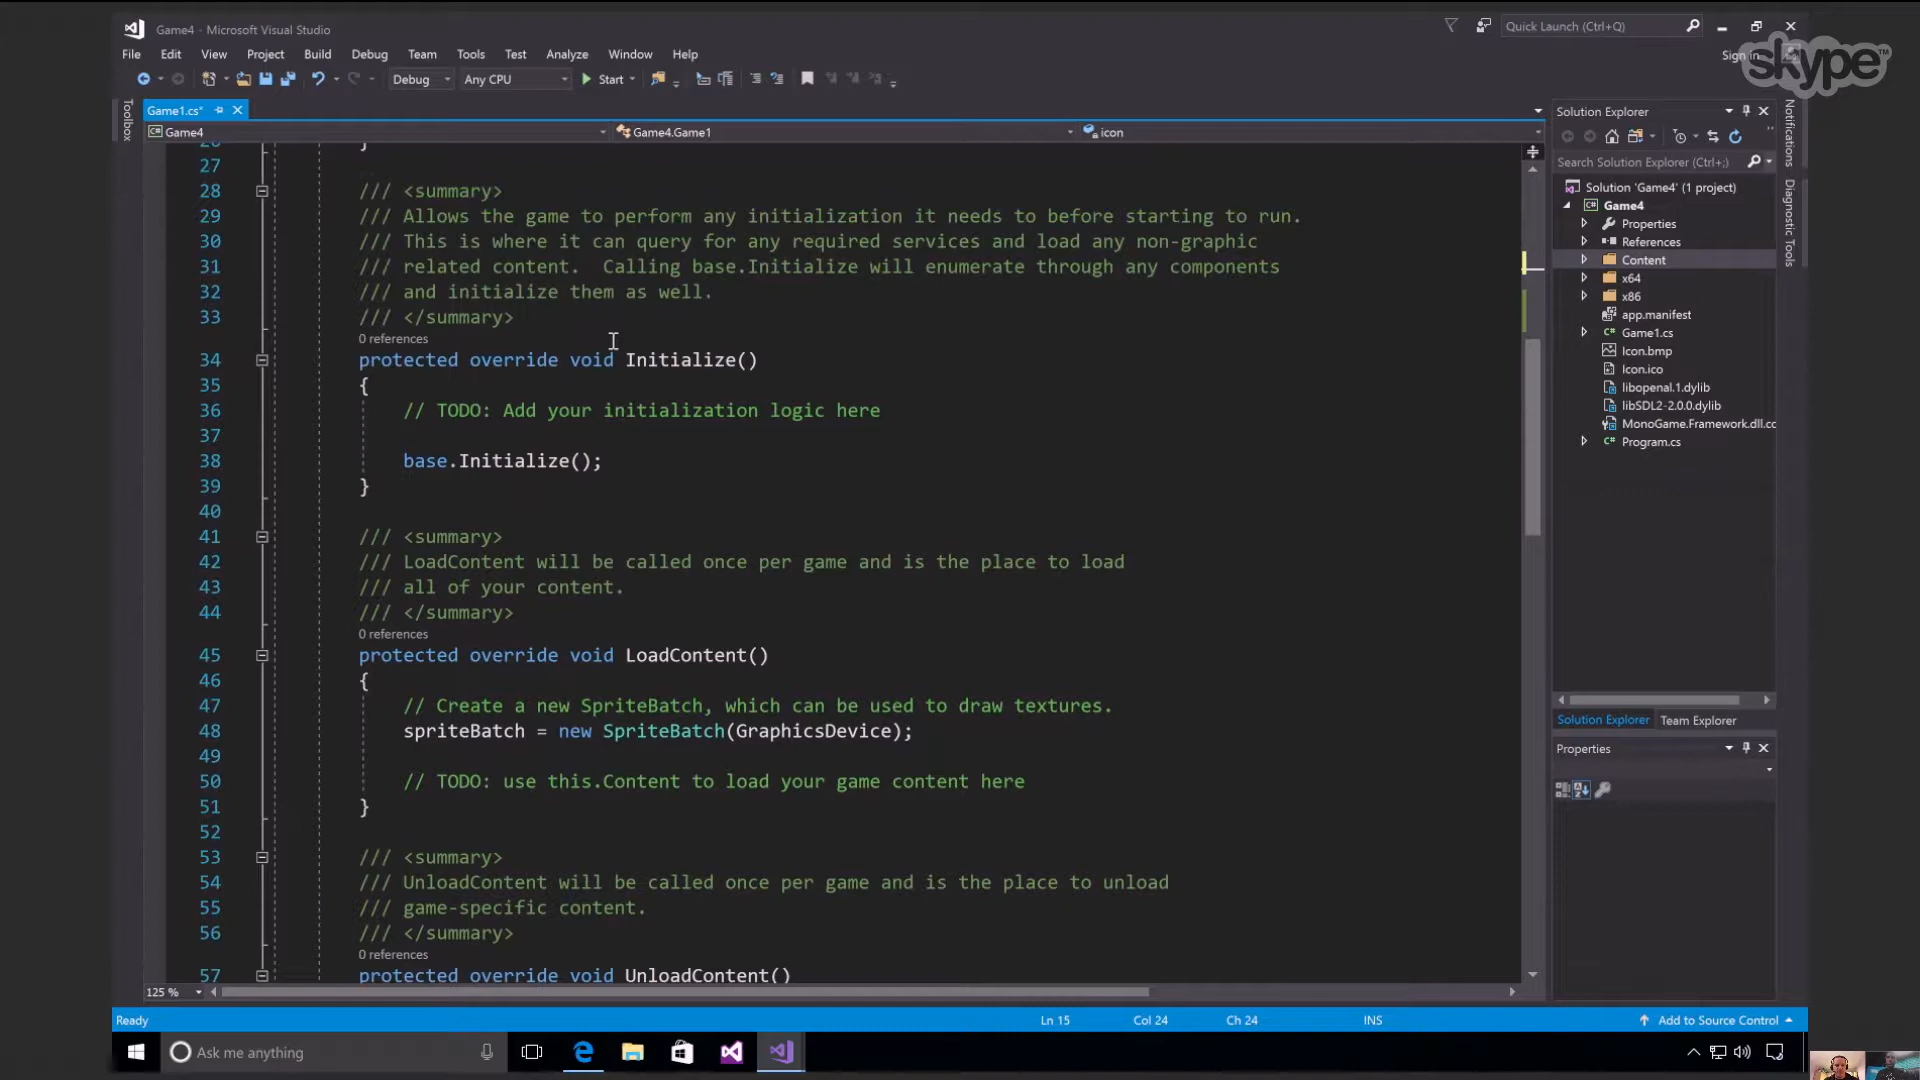 Game4 - Microsoft Visual Studio
Quick Launch (Ctrl+Q)
File Edit View Project Build Debug Team Tools Test Analyze Window Help
Sign in
skype™
Debug Any CPU Start
Toolbox
Game1.cs*
Game4 Game4.Game1 icon
26 }
27
28 /// <summary>
29 /// Allows the game to perform any initialization it needs to before starting to run.
30 /// This is where it can query for any required services and load any non-graphic
31 /// related content.  Calling base.Initialize will enumerate through any components
32 /// and initialize them as well.
33 /// </summary>
0 references
34 protected override void Initialize()
35 {
36 // TODO: Add your initialization logic here
37
38 base.Initialize();
39 }
40
41 /// <summary>
42 /// LoadContent will be called once per game and is the place to load
43 /// all of your content.
44 /// </summary>
0 references
45 protected override void LoadContent()
46 {
47 // Create a new SpriteBatch, which can be used to draw textures.
48 spriteBatch = new SpriteBatch(GraphicsDevice);
49
50 // TODO: use this.Content to load your game content here
51 }
52
53 /// <summary>
54 /// UnloadContent will be called once per game and is the place to unload
55 /// game-specific content.
56 /// </summary>
0 references
57 protected override void UnloadContent()
125 %
Solution Explorer
Search Solution Explorer (Ctrl+;)
Solution 'Game4' (1 project)
Game4
Properties
References
Content
x64
x86
app.manifest
Game1.cs
Icon.bmp
Icon.ico
libopenal.1.dylib
libSDL2-2.0.0.dylib
MonoGame.Framework.dll.cc
Program.cs
Solution Explorer Team Explorer
Properties
Notifications
Diagnostic Tools
Ready Ln 15 Col 24 Ch 24 INS Add to Source Control
Ask me anything